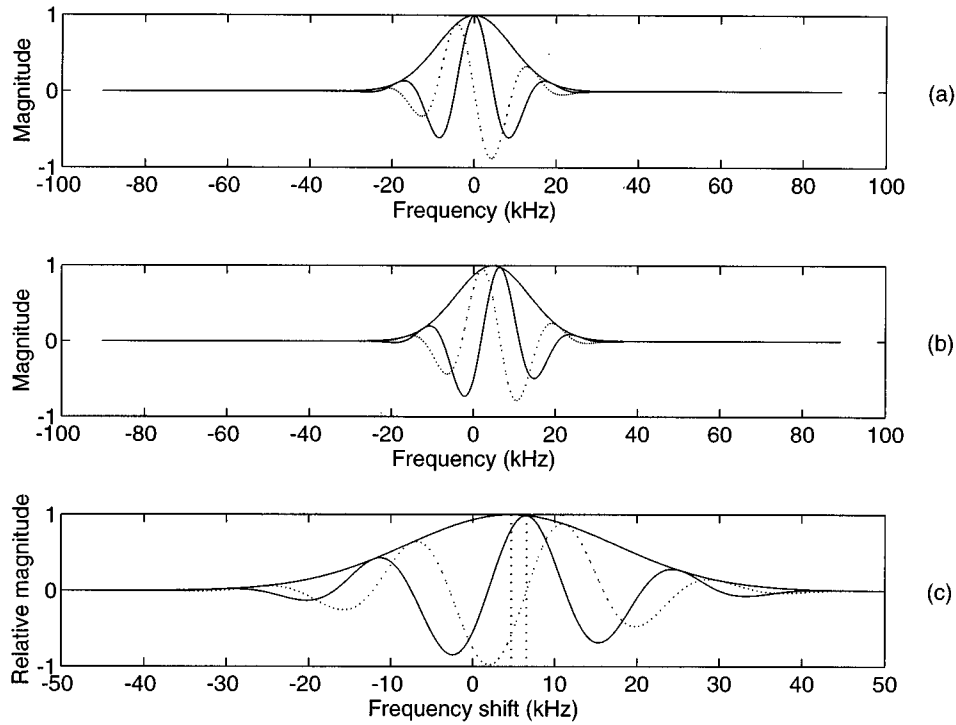 1
Magnitude
0
-1
-100 -80 -60 -40 -20 0 20 40 60 80 100
Frequency (kHz)
(a)
1
Magnitude
0
-1
-100 -80 -60 -40 -20 0 20 40 60 80 100
Frequency (kHz)
(b)
1
Relative magnitude
0
-1
-50 -40 -30 -20 -10 0 10 20 30 40 50
Frequency shift (kHz)
(c)